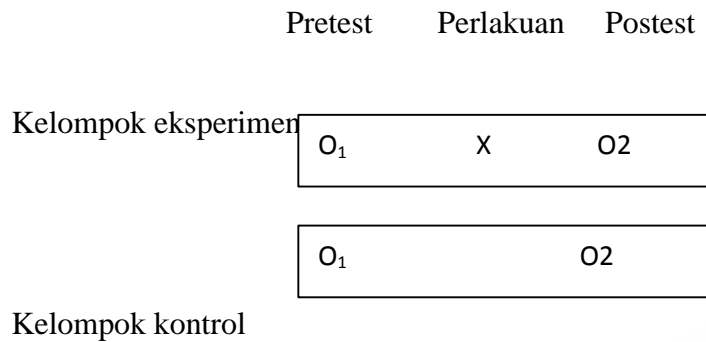 Pretest Perlakuan Postest
Kelompok eksperimen
O₁ X O2
O₁ O2
Kelompok kontrol